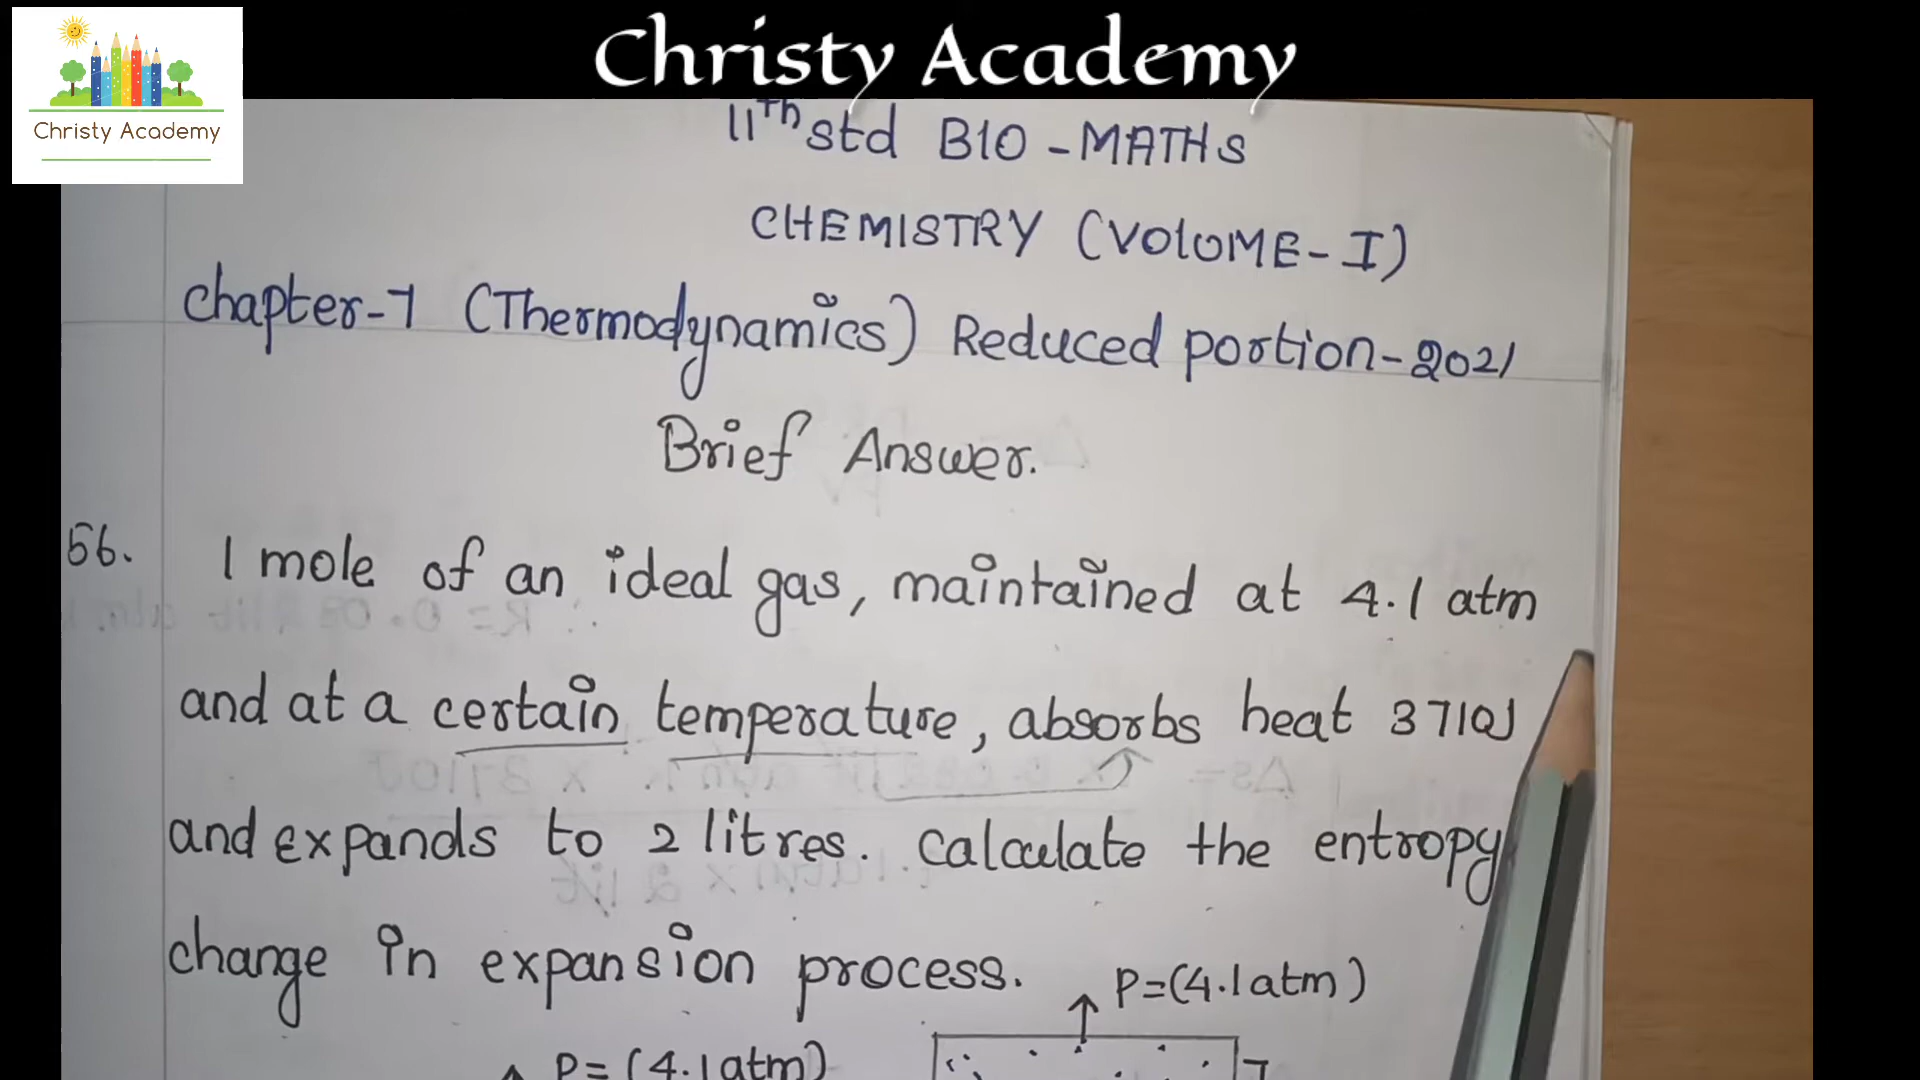 Christy Academy
Christy Academy
11Th std BIO - MATHS
CHEMISTRY (VOlUME - I)
Chapter-7 (Thermodynamics) Reduced portion-2021
Brief Answer.
56. 1 mole of an ideal gas, maintained at 4.1 atm
and at a certain temperature, absorbs heat 3710J
and expands to 2 litres. Calculate the entropy
change in expansion process.
P=(4.1atm)
P= (4.1atm)